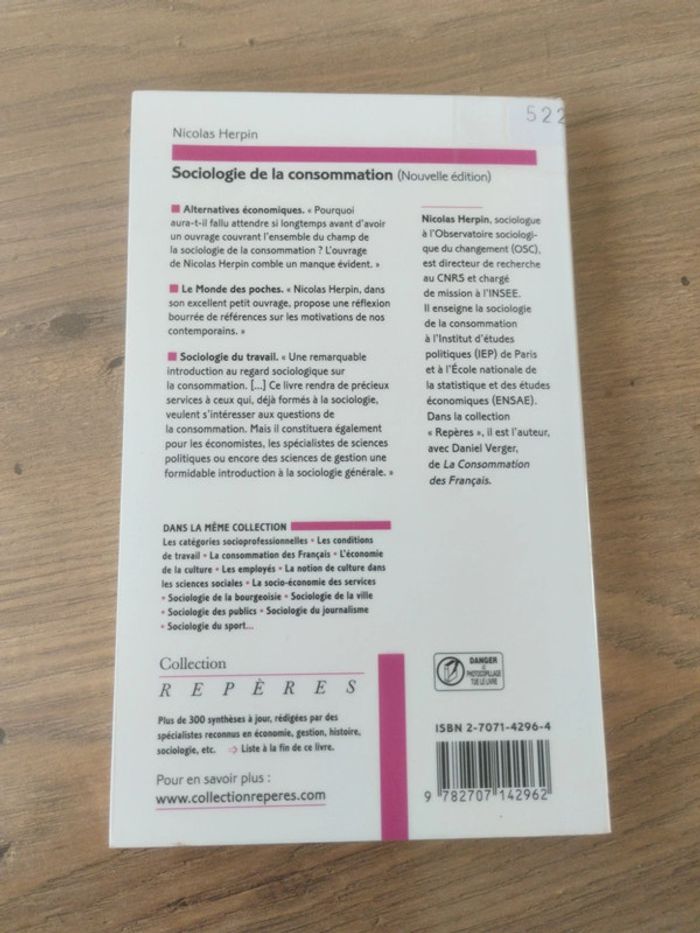 522
Nicolas Herpin
Sociologie de la consommation (Nouvelle édition)
■ Alternatives économiques. « Pourquoi
aura-t-il fallu attendre si longtemps avant d'avoir
un ouvrage couvrant l'ensemble du champ de
la sociologie de la consommation ? L'ouvrage
de Nicolas Herpin comble un manque évident. »
■ Le Monde des poches. « Nicolas Herpin, dans
son excellent petit ouvrage, propose une réflexion
bourrée de références sur les motivations de nos
contemporains. »
■ Sociologie du travail. « Une remarquable
introduction au regard sociologique sur
la consommation. [...] Ce livre rendra de précieux
services à ceux qui, déjà formés à la sociologie,
veulent s'intéresser aux questions de
la consommation. Mais il constituera également
pour les économistes, les spécialistes de sciences
politiques ou encore des sciences de gestion une
formidable introduction à la sociologie générale. »
Nicolas Herpin, sociologue
à l'Observatoire sociologi-
que du changement (OSC),
est directeur de recherche
au CNRS et chargé
de mission à l'INSEE.
Il enseigne la sociologie
de la consommation
à l'Institut d'études
politiques (IEP) de Paris
et à l'École nationale de
la statistique et des études
économiques (ENSAE).
Dans la collection
« Repères », il est l'auteur,
avec Daniel Verger,
de La Consommation
des Français.
DANS LA MÊME COLLECTION
Les catégories socioprofessionnelles • Les conditions
de travail • La consommation des Français • L'économie
de la culture • Les employés • La notion de culture dans
les sciences sociales • La socio-économie des services
• Sociologie de la bourgeoisie • Sociologie de la ville
• Sociologie des publics • Sociologie du journalisme
• Sociologie du sport...
Collection
REPÈRES
Plus de 300 synthèses à jour, rédigées par des
spécialistes reconnus en économie, gestion, histoire,
sociologie, etc. ⇨ Liste à la fin de ce livre.
Pour en savoir plus :
www.collectionreperes.com
DANGER
LE
PHOTOCOPILLAGE
TUE LE LIVRE
ISBN 2-7071-4296-4
9 782707 142962